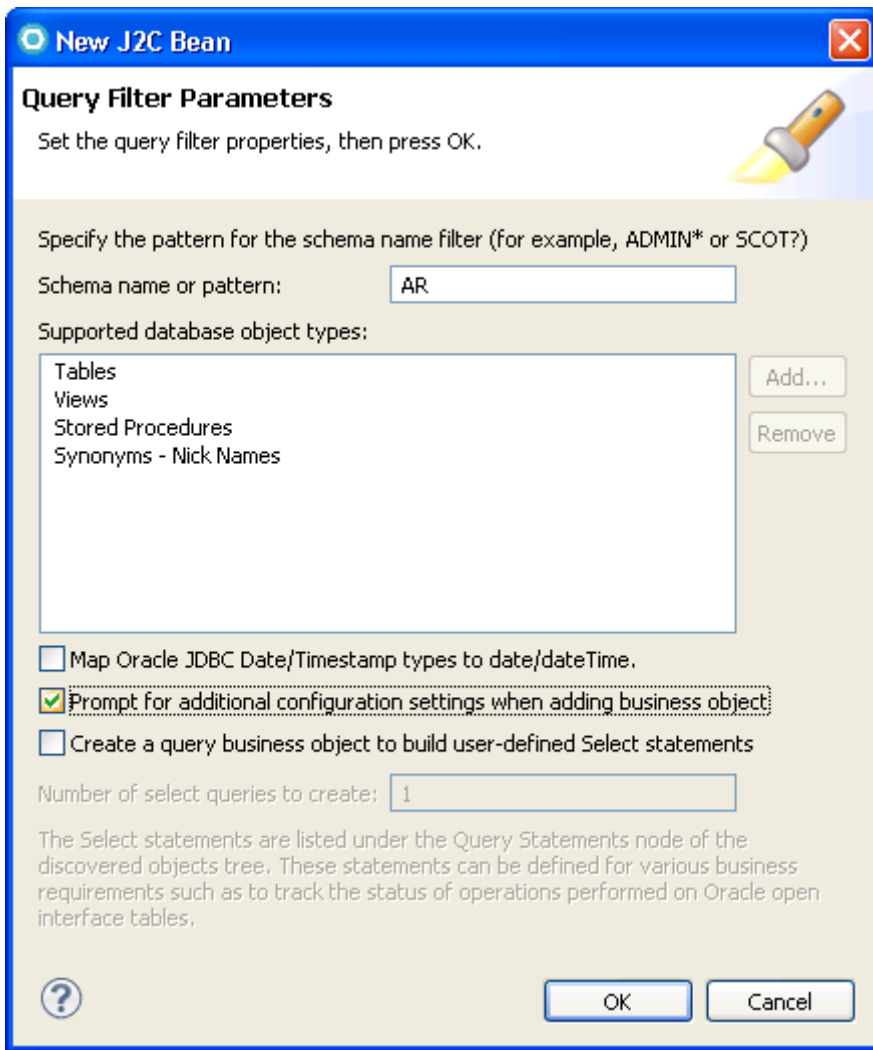 New J2C Bean
Query Filter Parameters
Set the query filter properties, then press OK.
Specify the pattern for the schema name filter (for example, ADMIN* or SCOT?)
Schema name or pattern: AR
Supported database object types:
Tables
Add...
Views
Stored Procedures
Remove
Synonyms - Nick Names
Map Oracle JDBC Date/Timestamp types to date/dateTime.
Prompt for additional configuration settings when adding business object
Create a query business object to build user-defined Select statements
Number of select queries to create: 1
The Select statements are listed under the Query Statements node of the
discovered objects tree. These statements can be defined for various business
requirements such as to track the status of operations performed on Oracle open
interface tables.
? OK Cancel